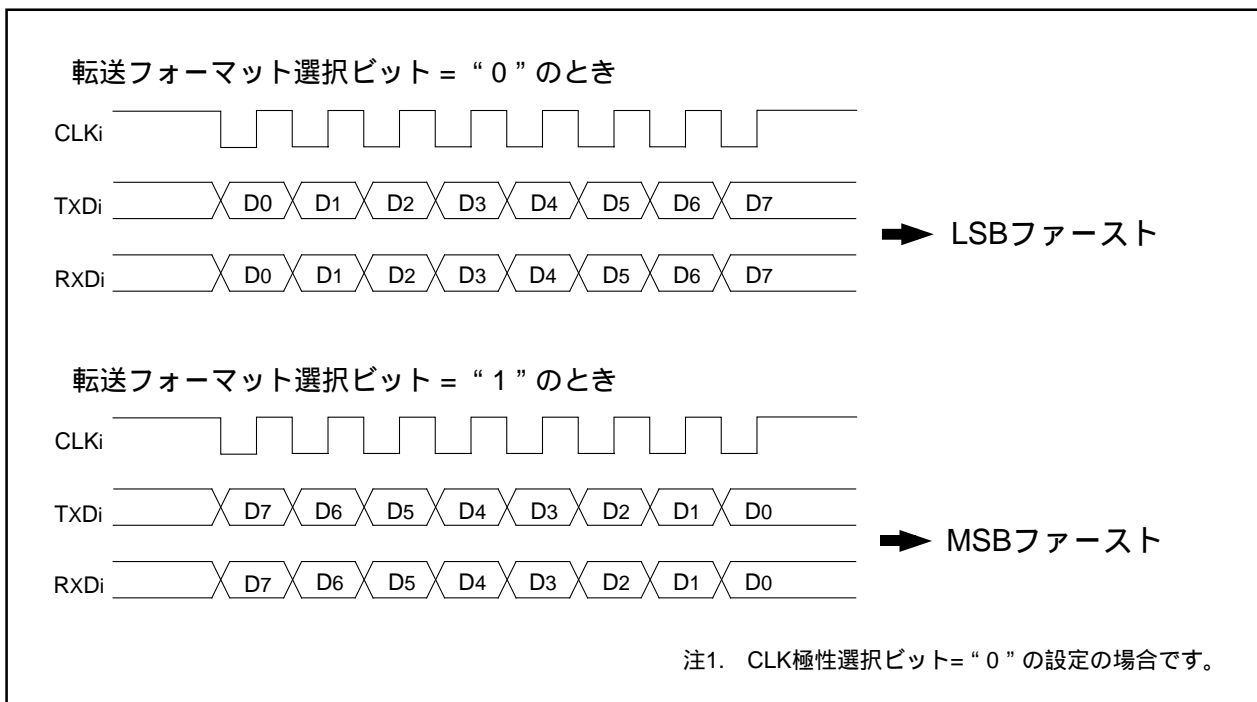 転送フォーマット選択ビット = “ 0 ” のとき
CLKi
TXDi D0 D1 D2 D3 D4 D5 D6 D7
RXDi D0 D1 D2 D3 D4 D5 D6 D7
➡ LSBファースト
転送フォーマット選択ビット = “ 1 ” のとき
CLKi
TXDi D7 D6 D5 D4 D3 D2 D1 D0
RXDi D7 D6 D5 D4 D3 D2 D1 D0
➡ MSBファースト
注1. CLK極性選択ビット= “ 0 ” の設定の場合です。